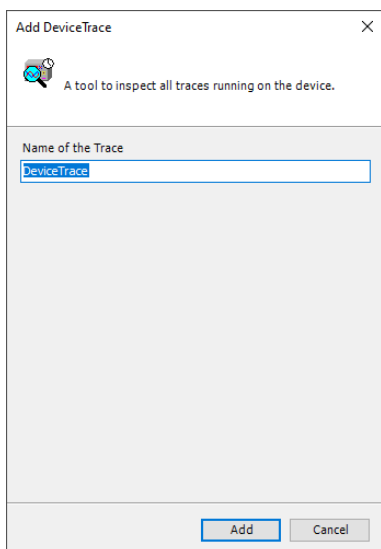 Add DeviceTrace
A tool to inspect all traces running on the device.
Name of the Trace
DeviceTrace
Add
Cancel